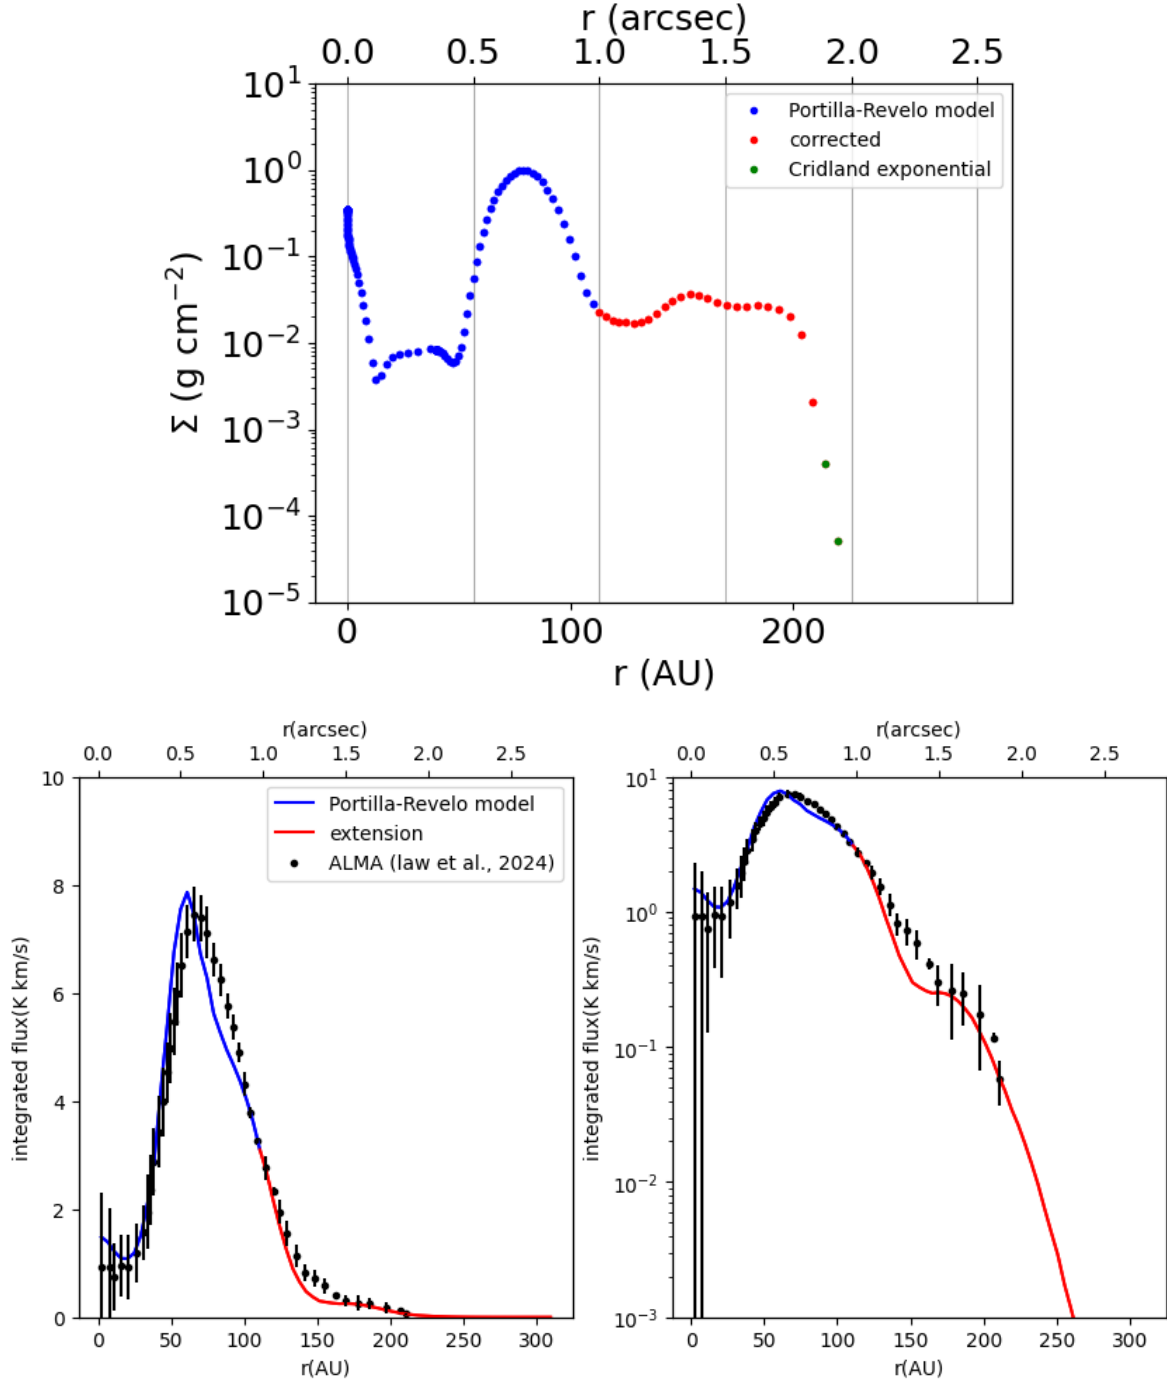 r (arcsec)
0.0 0.5 1.0 1.5 2.0 2.5
10^1
10^0
10^−1
10^−2
10^−3
10^−4
10^−5
Σ (g cm^−2)
Portilla-Revelo model
corrected
Cridland exponential
0 100 200
r (AU)
r(arcsec)
0.0 0.5 1.0 1.5 2.0 2.5
10
8
6
4
2
0
integrated flux(K km/s)
Portilla-Revelo model
extension
ALMA (law et al., 2024)
0 50 100 150 200 250 300
r(AU)
r(arcsec)
0.0 0.5 1.0 1.5 2.0 2.5
10^1
10^0
10^−1
10^−2
10^−3
integrated flux(K km/s)
0 50 100 150 200 250 300
r(AU)